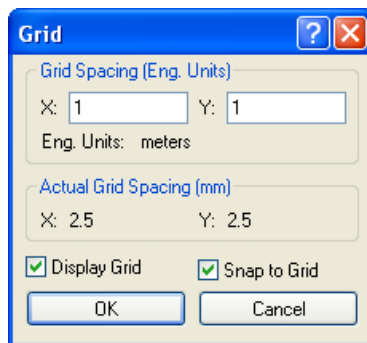 Grid
Grid Spacing (Eng. Units)
X: 1 Y: 1
Eng. Units: meters
Actual Grid Spacing (mm)
X: 2.5 Y: 2.5
Display Grid Snap to Grid
OK Cancel